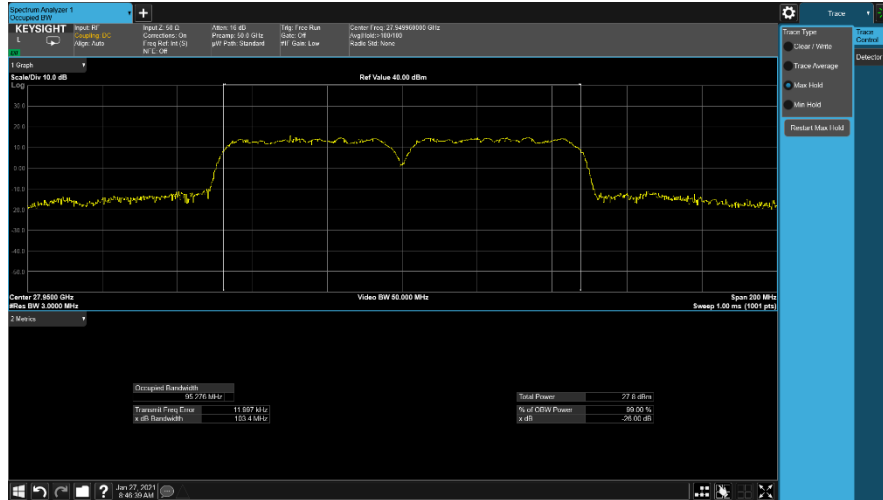 Spectrum Analyzer 1
Occupied BW
+
KEYSIGHT
L
Input: RF
Coupling: DC
Align: Auto
Input Z: 50 Ω
Corrections: On
Freq Ref: Int (S)
NFE: Off
Atten: 16 dB
Preamp: 50.0 GHz
µW Path: Standard
Trig: Free Run
Gate: Off
#IF Gain: Low
Center Freq: 27.949960000 GHz
Avg|Hold:>100/100
Radio Std: None
1 Graph
Scale/Div 10.0 dB
Ref Value 40.00 dBm
Log
30.0
20.0
10.0
0.00
-10.0
-20.0
-30.0
-40.0
-50.0
Center 27.9500 GHz
#Res BW 3.0000 MHz
Video BW 50.000 MHz
Span 200 MHz
Sweep 1.00 ms (1001 pts)
2 Metrics
Occupied Bandwidth
95.276 MHz
Transmit Freq Error 11.997 kHz
x dB Bandwidth 103.4 MHz
Total Power 27.8 dBm
% of OBW Power 99.00 %
x dB -26.00 dB
Trace
Trace Type
Clear / Write
Trace Average
Max Hold
Min Hold
Restart Max Hold
Trace
Control
Detector
?
Jan 27, 2021
8:46:39 AM